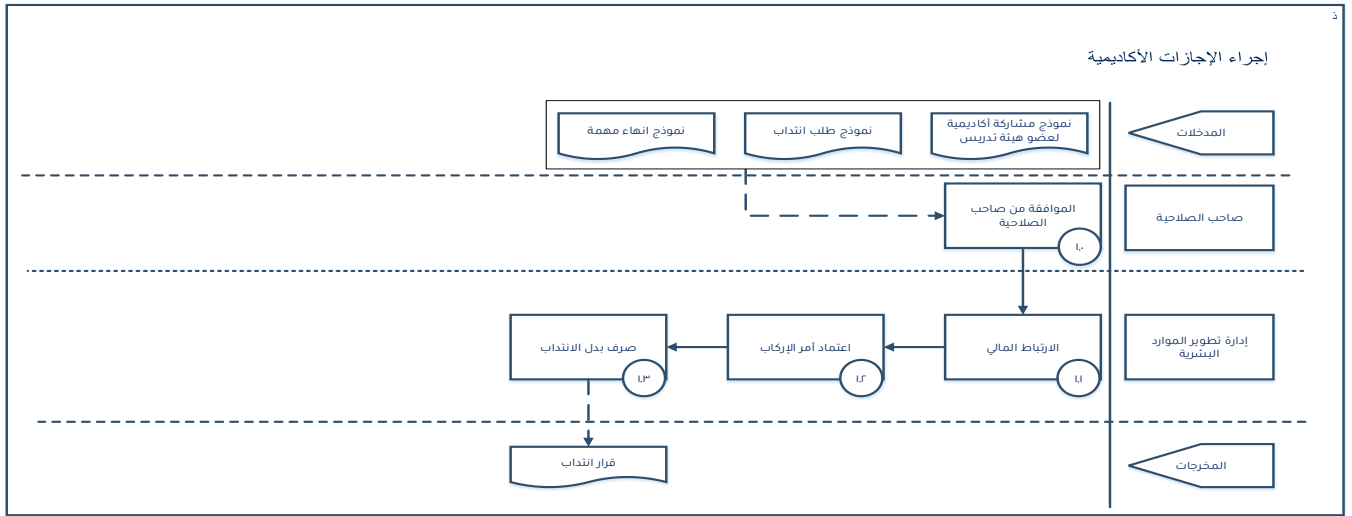 ذ
إجراء الإجازات الأكاديمية
المدخلات
نموذج مشاركة أكاديمية
لعضو هيئة تدريس
نموذج طلب انتداب
نموذج انهاء مهمة
صاحب الصلاحية
الموافقة من صاحب
الصلاحية
١.٠
إدارة تطوير الموارد
البشرية
الارتباط المالي
١.١
اعتماد أمر الإركاب
١.٢
صرف بدل الانتداب
١.٣
المخرجات
قرار انتداب